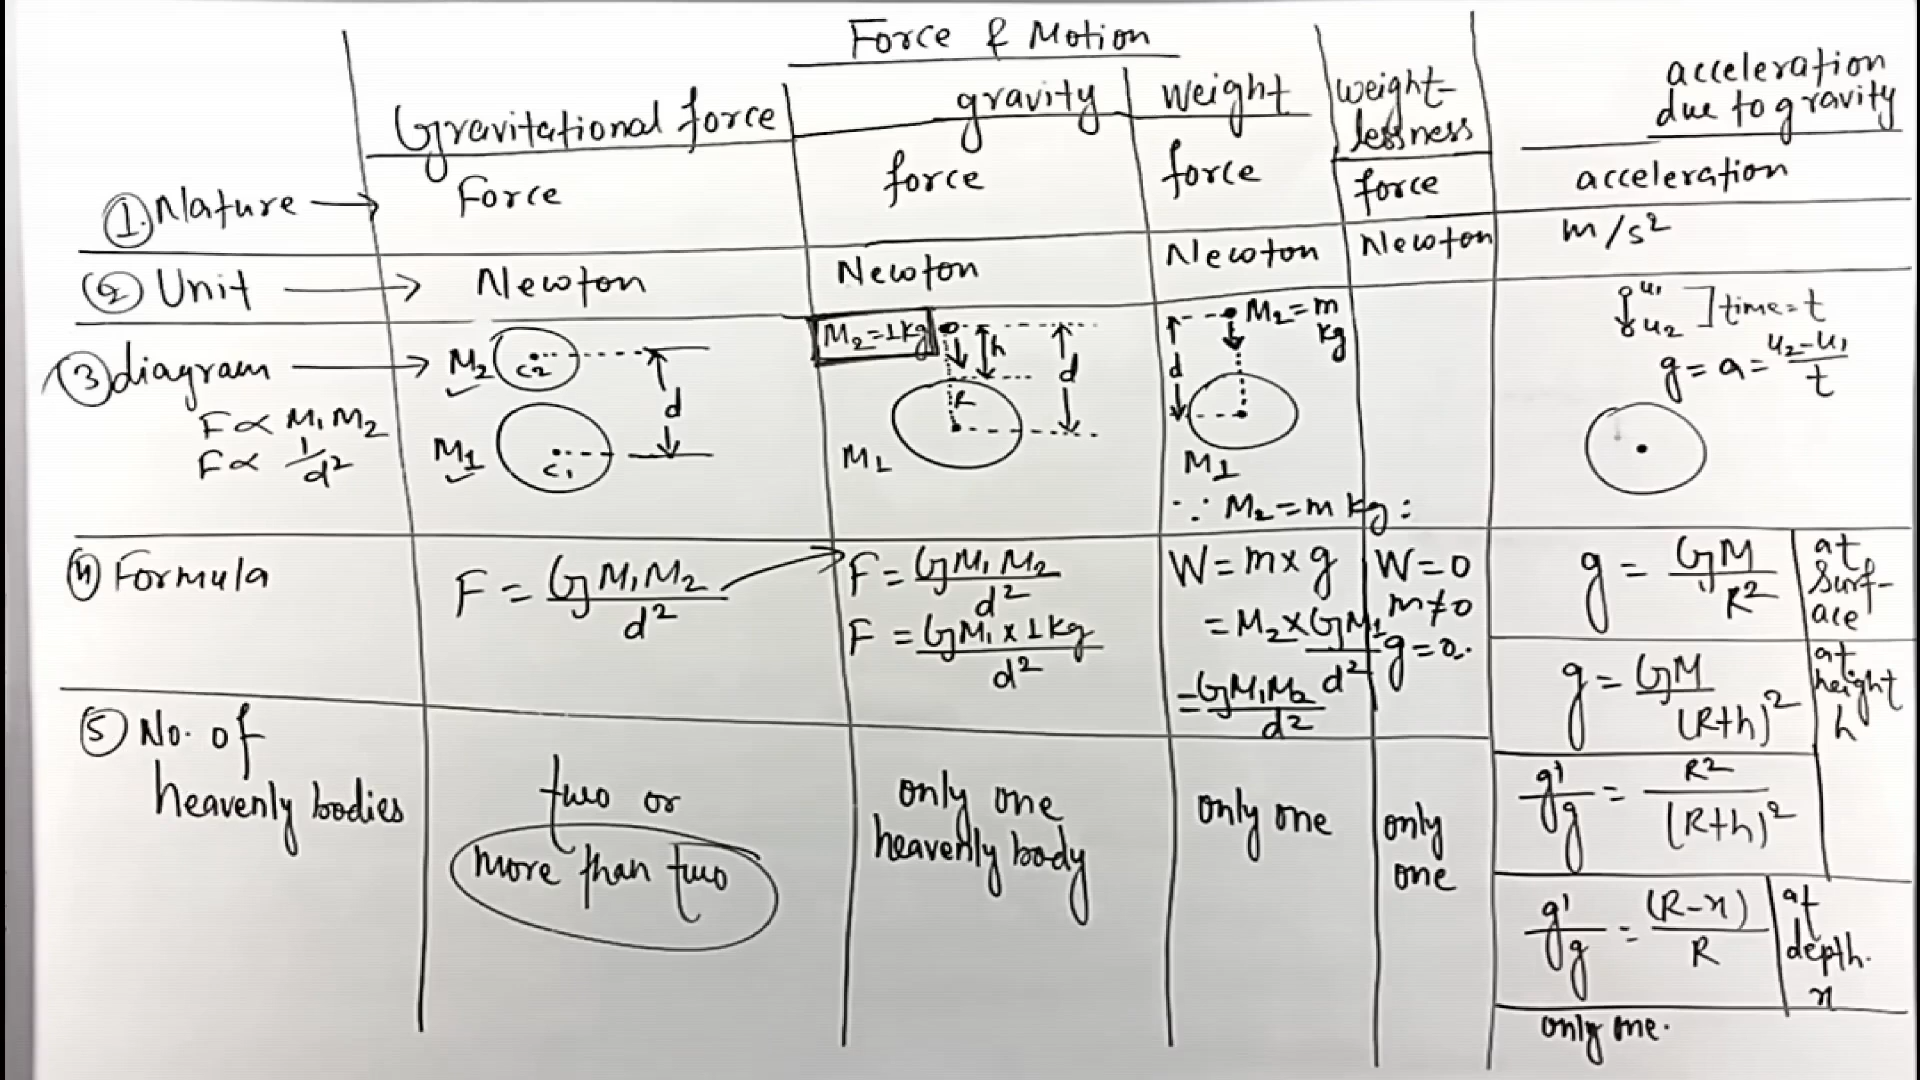 Force & Motion
Gravitational force
gravity
weight
weight-
lessness
acceleration
due to gravity
1. Nature →
Force
force
force
force
acceleration
2 Unit →
Newton
Newton
Newton
Newton
m/s²
3 diagram →
F ∝ M₁M₂
F ∝ 1/d²
M₂
C₂
d
M₁
C₁
M₂=1kg
h
d
R
M₁
M₂=m
kg
d
M₁
∵ M₂=m kg:
u₁
u₂
] time=t
g = a = u₂-u₁/t
4 Formula
F = GM₁M₂/d²
F = GM₁M₂/d²
F = GM₁ x 1kg/d²
W = m x g
= M₂ x GM₁/d²
= GM₁M₂/d²
W=0
m≠0
g=0.
g = GM/R²
at
surf-
ace
g = GM/(R+h)²
at
height
h
g'/g = R²/(R+h)²
g'/g = (R-x)/R
at
depth.
x
5 No. of
heavenly bodies
two or
more than two
only one
heavenly body
only one
only
one
only one.